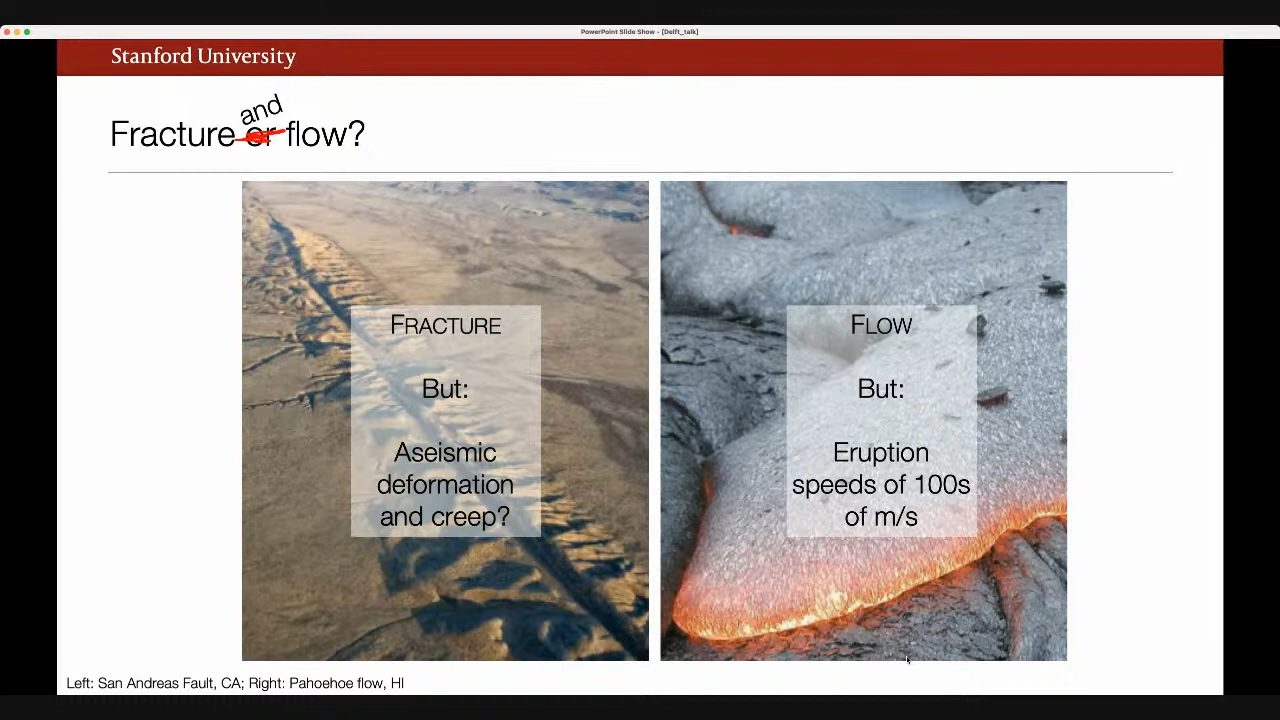 PowerPoint Slide Show - [Delft_talk]
Stanford University
and
Fracture or flow?
FRACTURE
But:
Aseismic
deformation
and creep?
FLOW
But:
Eruption
speeds of 100s
of m/s
Left: San Andreas Fault, CA; Right: Pahoehoe flow, HI